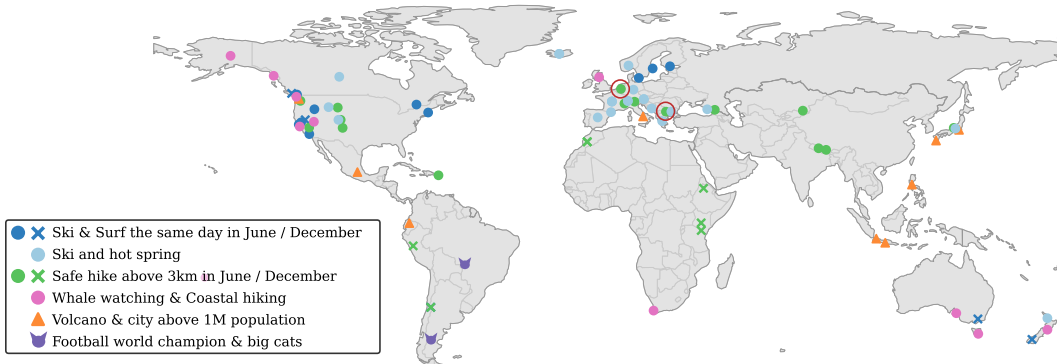 Ski & Surf the same day in June / December
Ski and hot spring
Safe hike above 3km in June / December
Whale watching & Coastal hiking
Volcano & city above 1M population
Football world champion & big cats